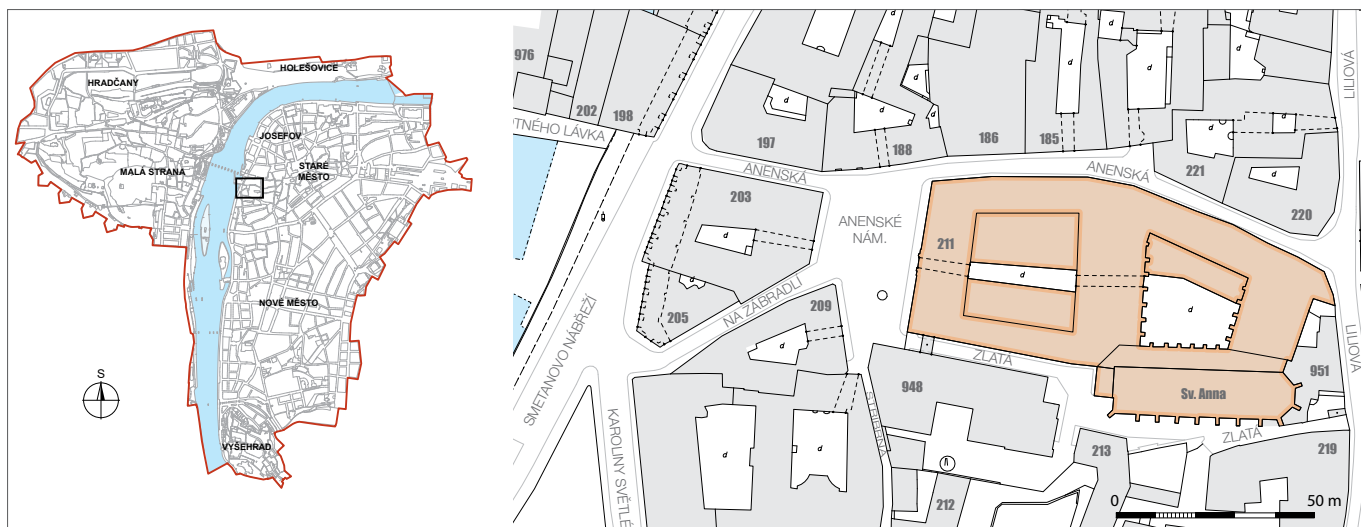 HRADČANY
HOLEŠOVICE
JOSEFOV
STARÉ
MĚSTO
MALÁ STRANA
NOVÉ MĚSTO
VYŠEHRAD
S
976
202
198
OTNÉHO LÁVKA
197
d
d
d
d
188
186
185
d
d
d
d
d
221
220
LILIOVÁ
ANENSKÁ
ANENSKÁ
203
d
ANENSKÉ
NÁM.
211
d
d
205
NA ZÁBRADLÍ
209
d
SMETANOVO NÁBŘEŽÍ
KAROLINY SVĚTLÉ
STŘÍBRNÁ
ZLATÁ
948
Sv. Anna
951
LILIOVÁ
ZLATÁ
d
d
212
213
219
0
50 m